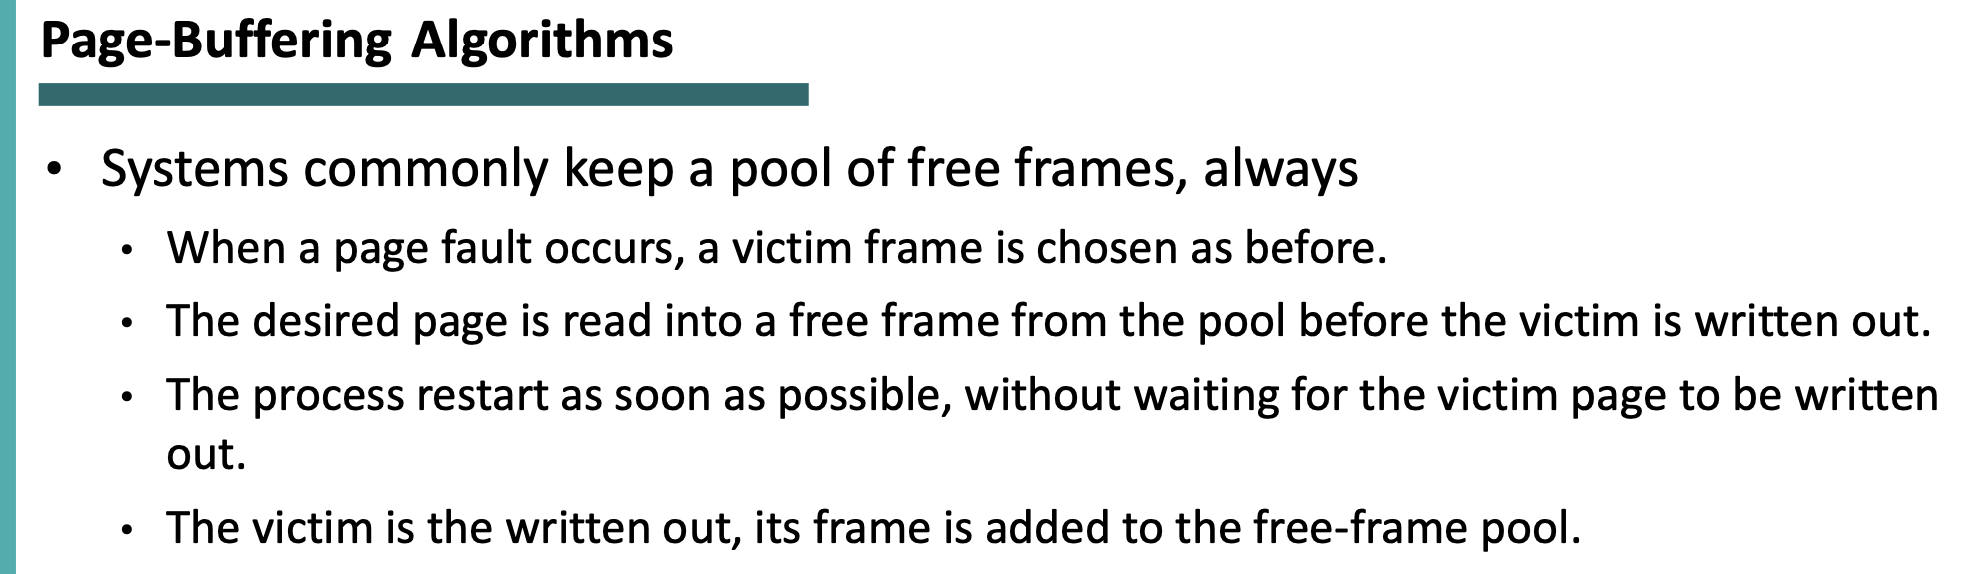 Page-Buffering Algorithms
• Systems commonly keep a pool of free frames, always
• When a page fault occurs, a victim frame is chosen as before.
• The desired page is read into a free frame from the pool before the victim is written out.
• The process restart as soon as possible, without waiting for the victim page to be written
out.
• The victim is the written out, its frame is added to the free-frame pool.